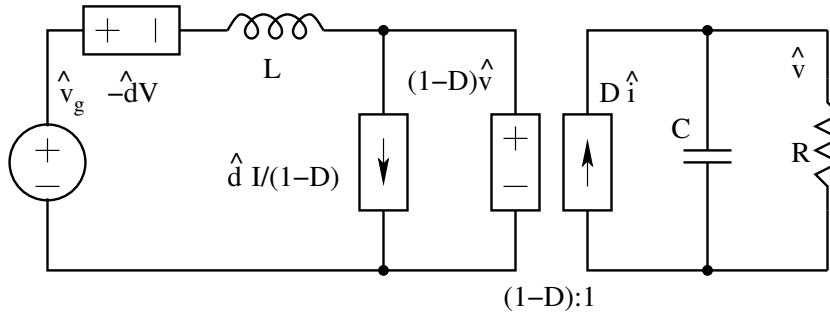 + −
L
v̂g
−d̂V
(1−D)v̂
D î
v̂
+
−
d̂ I/(1−D)
+
−
C
R
(1−D):1